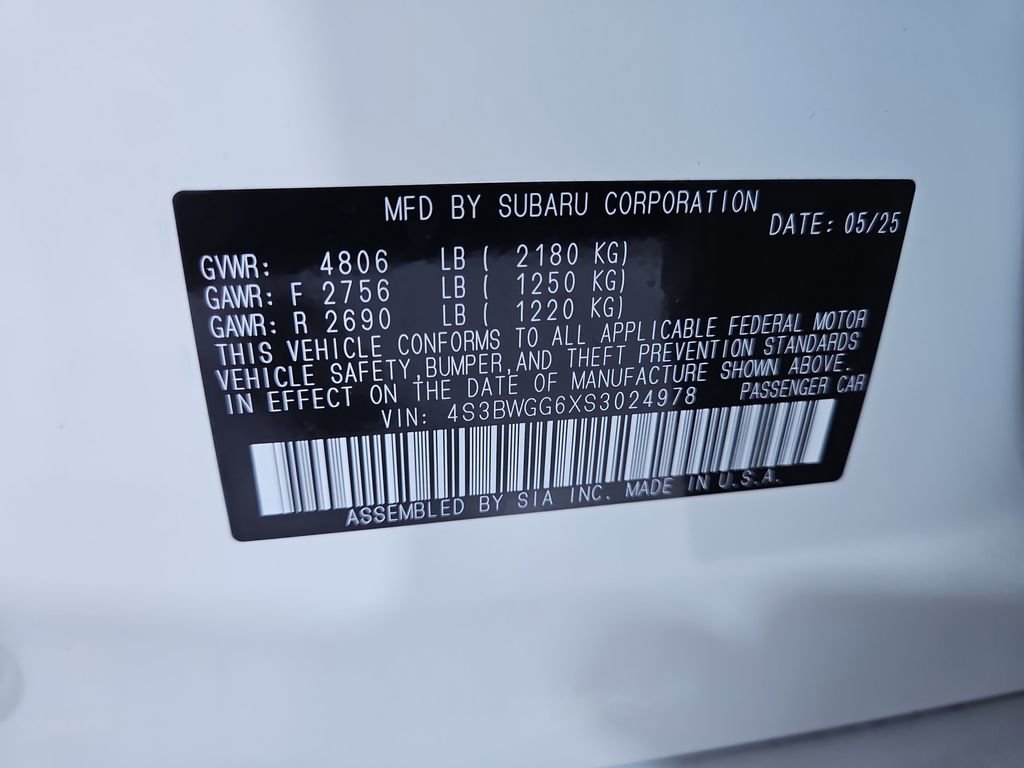 MFD BY SUBARU CORPORATION
DATE: 05/25
GVWR: 4806 LB ( 2180 KG)
GAWR: F 2756 LB ( 1250 KG)
GAWR: R 2690 LB ( 1220 KG)
THIS VEHICLE CONFORMS TO ALL APPLICABLE FEDERAL MOTOR
VEHICLE SAFETY,BUMPER,AND THEFT PREVENTION STANDARDS
IN EFFECT ON THE DATE OF MANUFACTURE SHOWN ABOVE.
VIN: 4S3BWGG6XS3024978 PASSENGER CAR
ASSEMBLED BY SIA INC. MADE IN U.S.A.